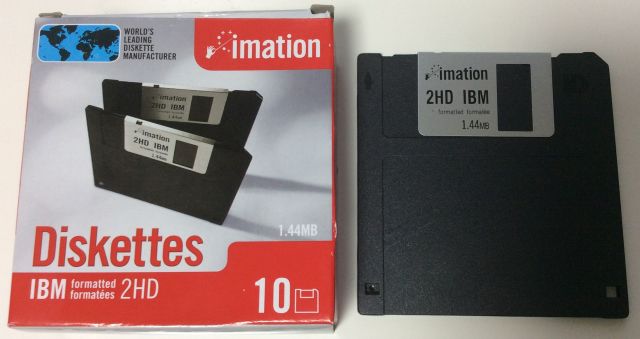 WORLD'S
LEADING
DISKETTE
MANUFACTURER
imation
imation
2HD IBM
1.44MB
1.44MB
Diskettes
IBM formatted formatées 2HD
10
imation
2HD IBM
formatted formatée
1.44MB